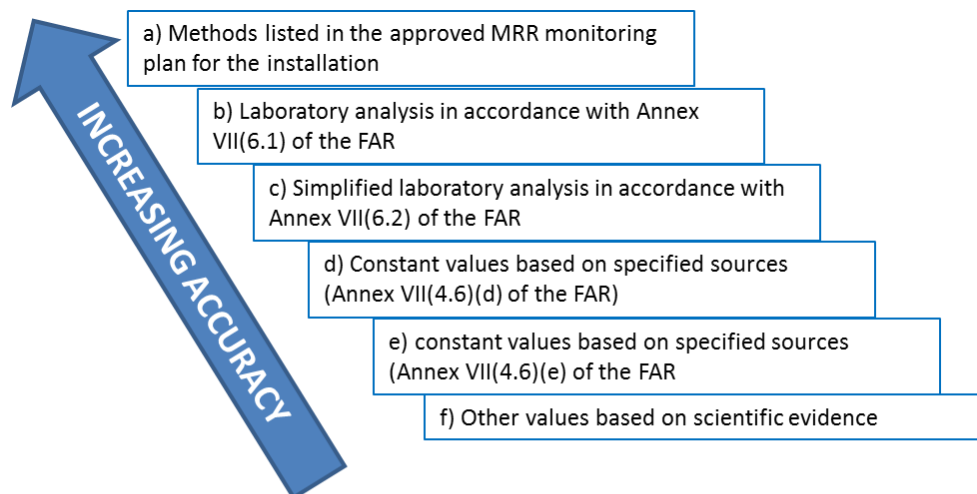 a) Methods listed in the approved MRR monitoring
plan for the installation
b) Laboratory analysis in accordance with Annex
VII(6.1) of the FAR
c) Simplified laboratory analysis in accordance with
Annex VII(6.2) of the FAR
d) Constant values based on specified sources
(Annex VII(4.6)(d) of the FAR)
e) constant values based on specified sources
(Annex VII(4.6)(e) of the FAR
f) Other values based on scientific evidence
INCREASING ACCURACY